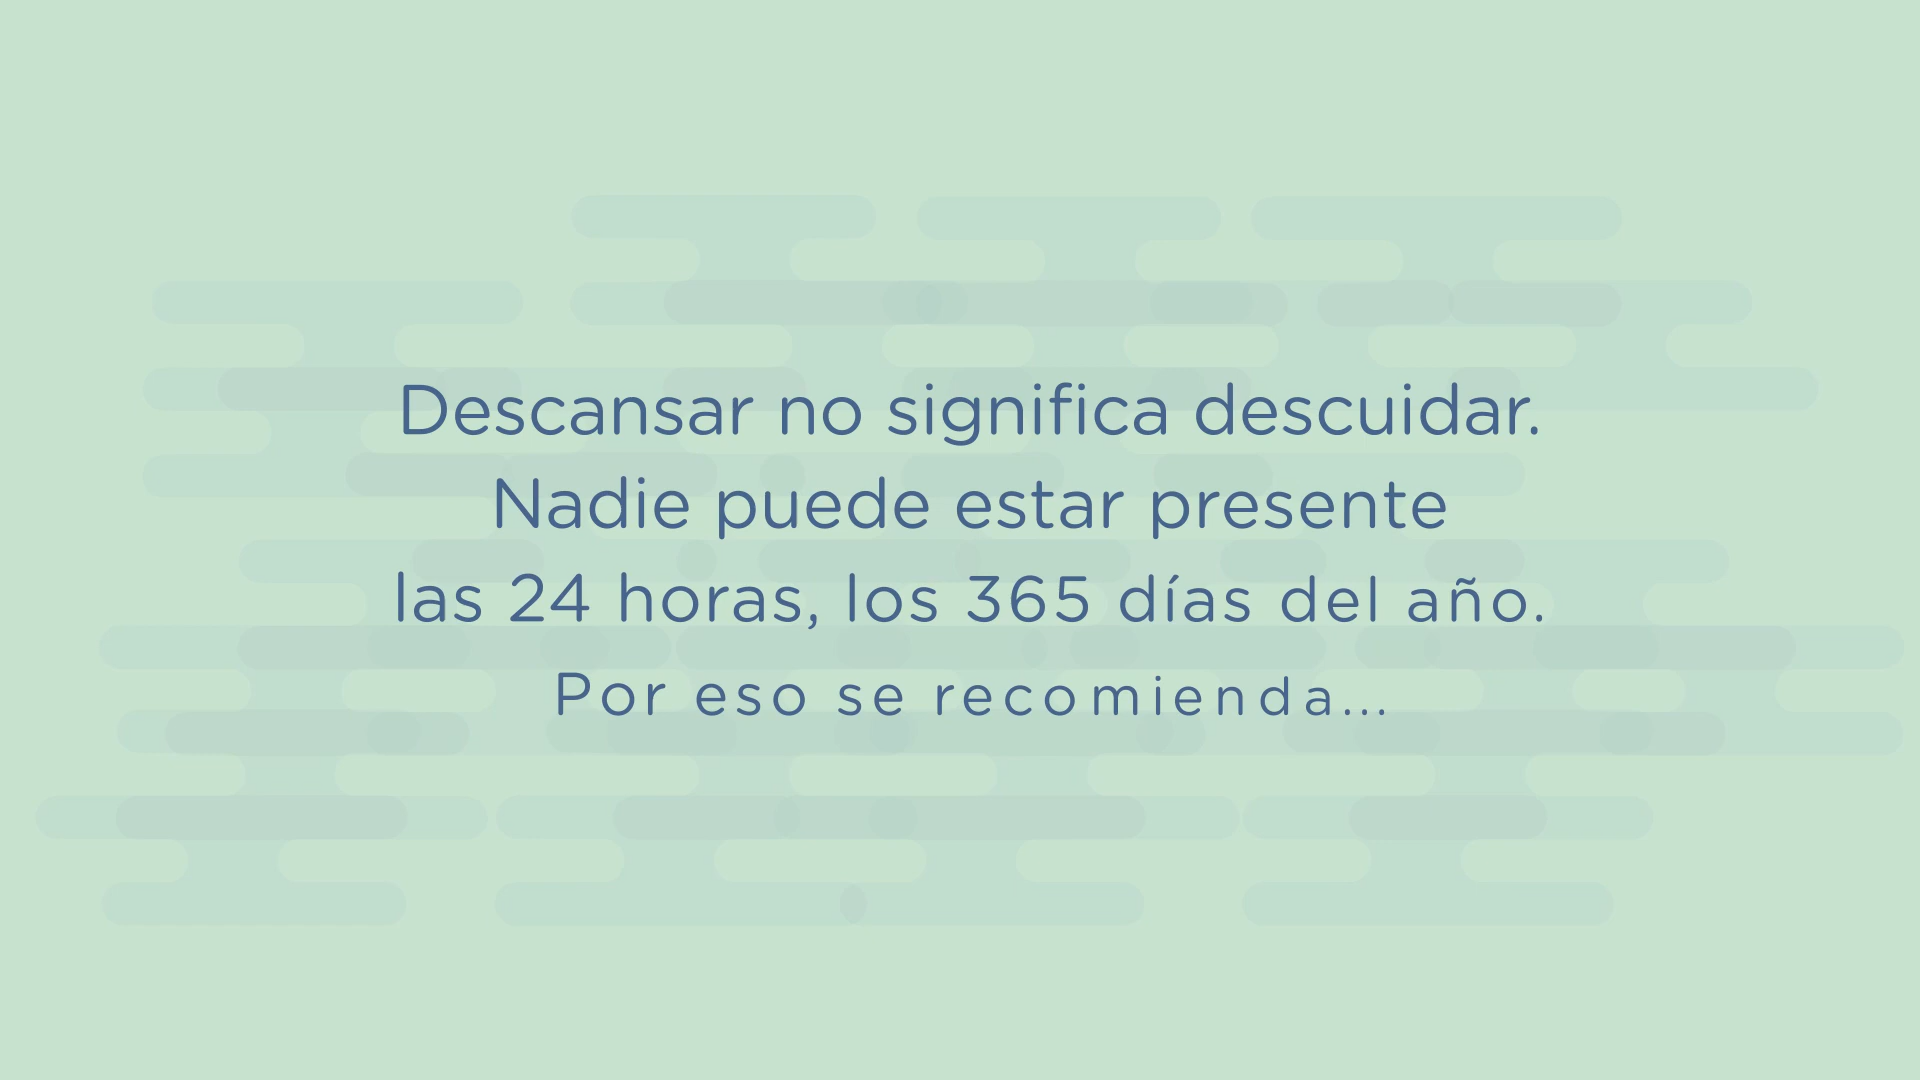 Descansar no significa descuidar.
Nadie puede estar presente
las 24 horas, los 365 días del año.
Por eso se recomienda...